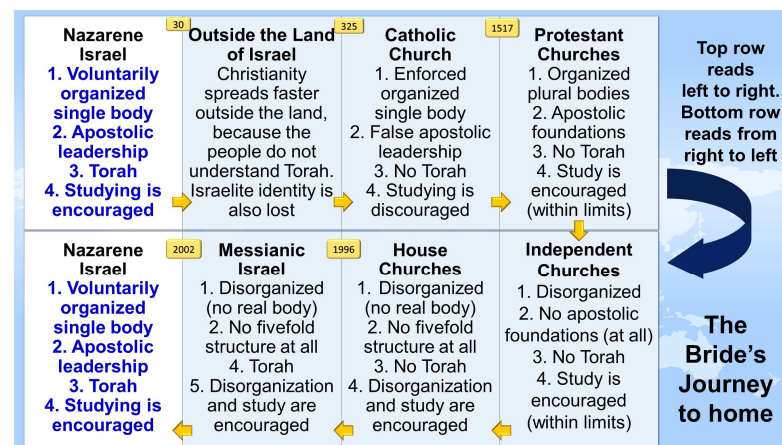 Nazarene
Israel
1. Voluntarily
organized
single body
2. Apostolic
leadership
3. Torah
4. Studying is
encouraged
30
Outside the Land
of Israel
Christianity
spreads faster
outside the land,
because the
people do not
understand Torah.
Israelite identity is
also lost
325
Catholic
Church
1. Enforced
organized
single body
2. False apostolic
leadership
3. No Torah
4. Studying is
discouraged
1517
Protestant
Churches
1. Organized
plural bodies
2. Apostolic
foundations
3. No Torah
4. Study is
encouraged
(within limits)
Top row
reads
left to right.
Bottom row
reads from
right to left
Independent
Churches
1. Disorganized
2. No apostolic
foundations (at all)
3. No Torah
4. Study is
encouraged
(within limits)
House
Churches
1. Disorganized
(no real body)
2. No fivefold
structure at all
3. No Torah
4. Disorganization
and study are
encouraged
1996
Messianic
Israel
1. Disorganized
(no real body)
2. No fivefold
structure at all
4. Torah
5. Disorganization
and study are
encouraged
2002
Nazarene
Israel
1. Voluntarily
organized
single body
2. Apostolic
leadership
3. Torah
4. Studying is
encouraged
The
Bride's
Journey
to home